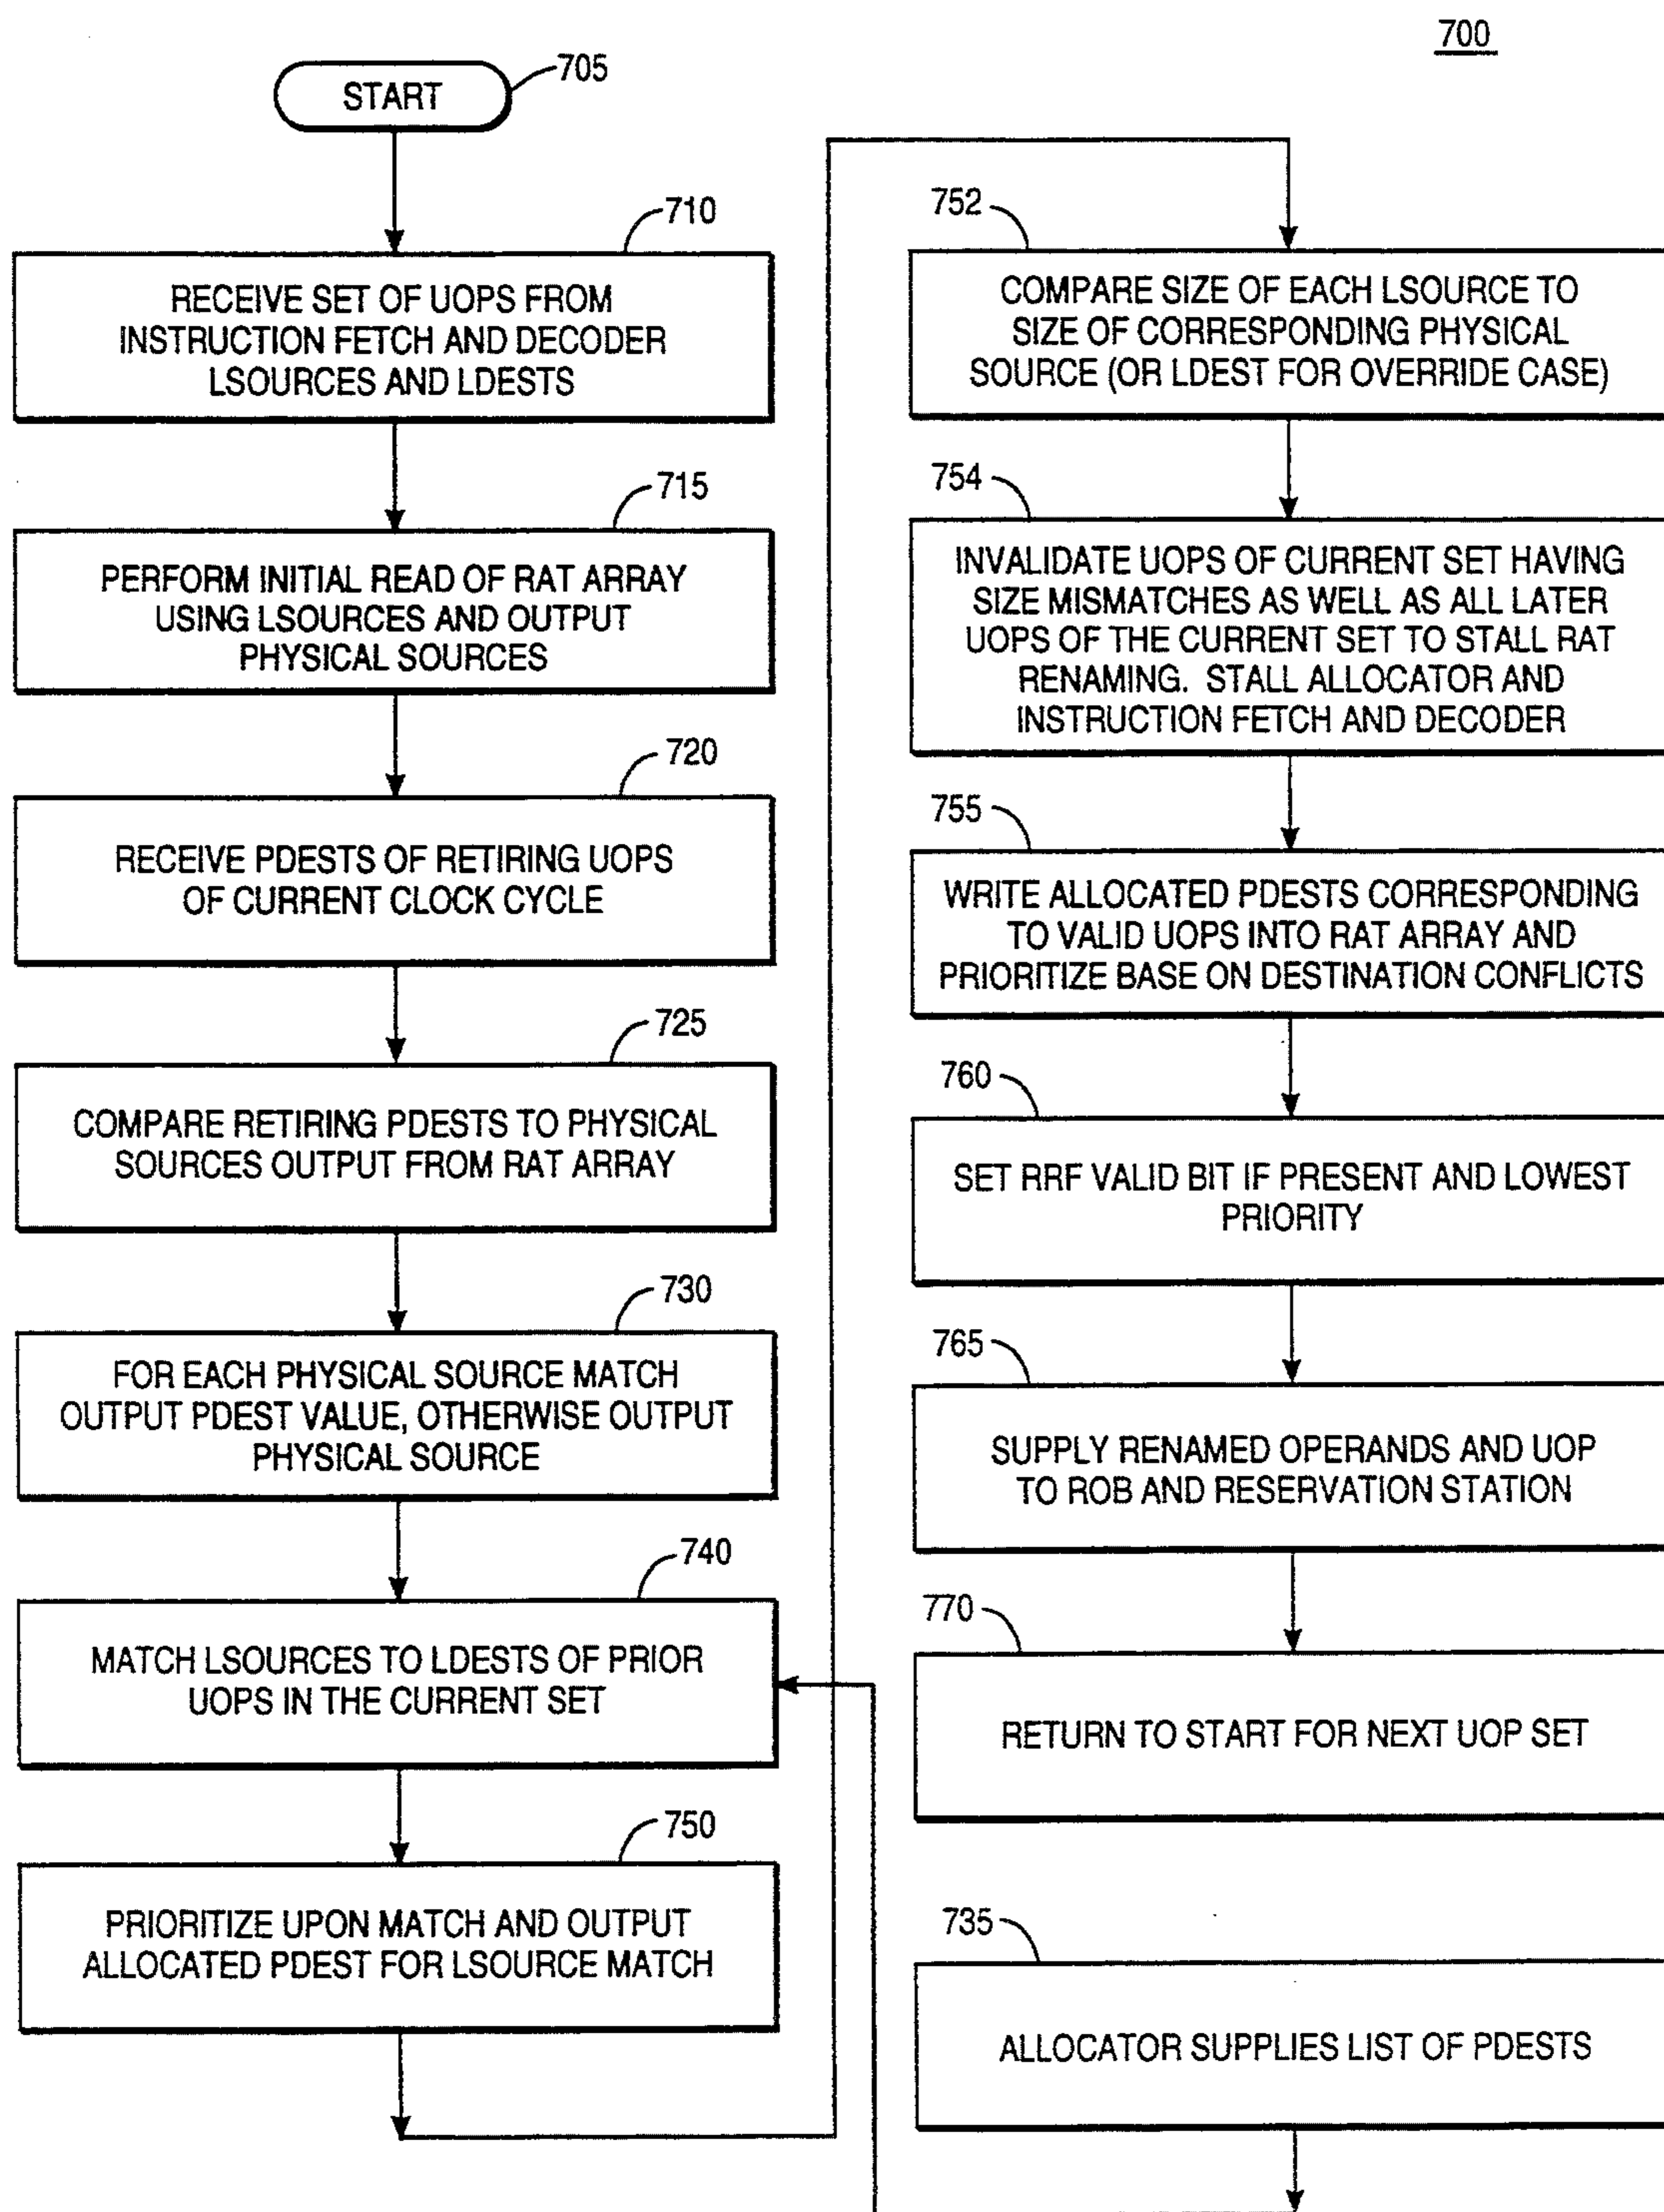 700
START
705
710
RECEIVE SET OF UOPS FROM
INSTRUCTION FETCH AND DECODER
LSOURCES AND LDESTS
715
PERFORM INITIAL READ OF RAT ARRAY
USING LSOURCES AND OUTPUT
PHYSICAL SOURCES
720
RECEIVE PDESTS OF RETIRING UOPS
OF CURRENT CLOCK CYCLE
725
COMPARE RETIRING PDESTS TO PHYSICAL
SOURCES OUTPUT FROM RAT ARRAY
730
FOR EACH PHYSICAL SOURCE MATCH
OUTPUT PDEST VALUE, OTHERWISE OUTPUT
PHYSICAL SOURCE
740
MATCH LSOURCES TO LDESTS OF PRIOR
UOPS IN THE CURRENT SET
750
PRIORITIZE UPON MATCH AND OUTPUT
ALLOCATED PDEST FOR LSOURCE MATCH
752
COMPARE SIZE OF EACH LSOURCE TO
SIZE OF CORRESPONDING PHYSICAL
SOURCE (OR LDEST FOR OVERRIDE CASE)
754
INVALIDATE UOPS OF CURRENT SET HAVING
SIZE MISMATCHES AS WELL AS ALL LATER
UOPS OF THE CURRENT SET TO STALL RAT
RENAMING. STALL ALLOCATOR AND
INSTRUCTION FETCH AND DECODER
755
WRITE ALLOCATED PDESTS CORRESPONDING
TO VALID UOPS INTO RAT ARRAY AND
PRIORITIZE BASE ON DESTINATION CONFLICTS
760
SET RRF VALID BIT IF PRESENT AND LOWEST
PRIORITY
765
SUPPLY RENAMED OPERANDS AND UOP
TO ROB AND RESERVATION STATION
770
RETURN TO START FOR NEXT UOP SET
735
ALLOCATOR SUPPLIES LIST OF PDESTS